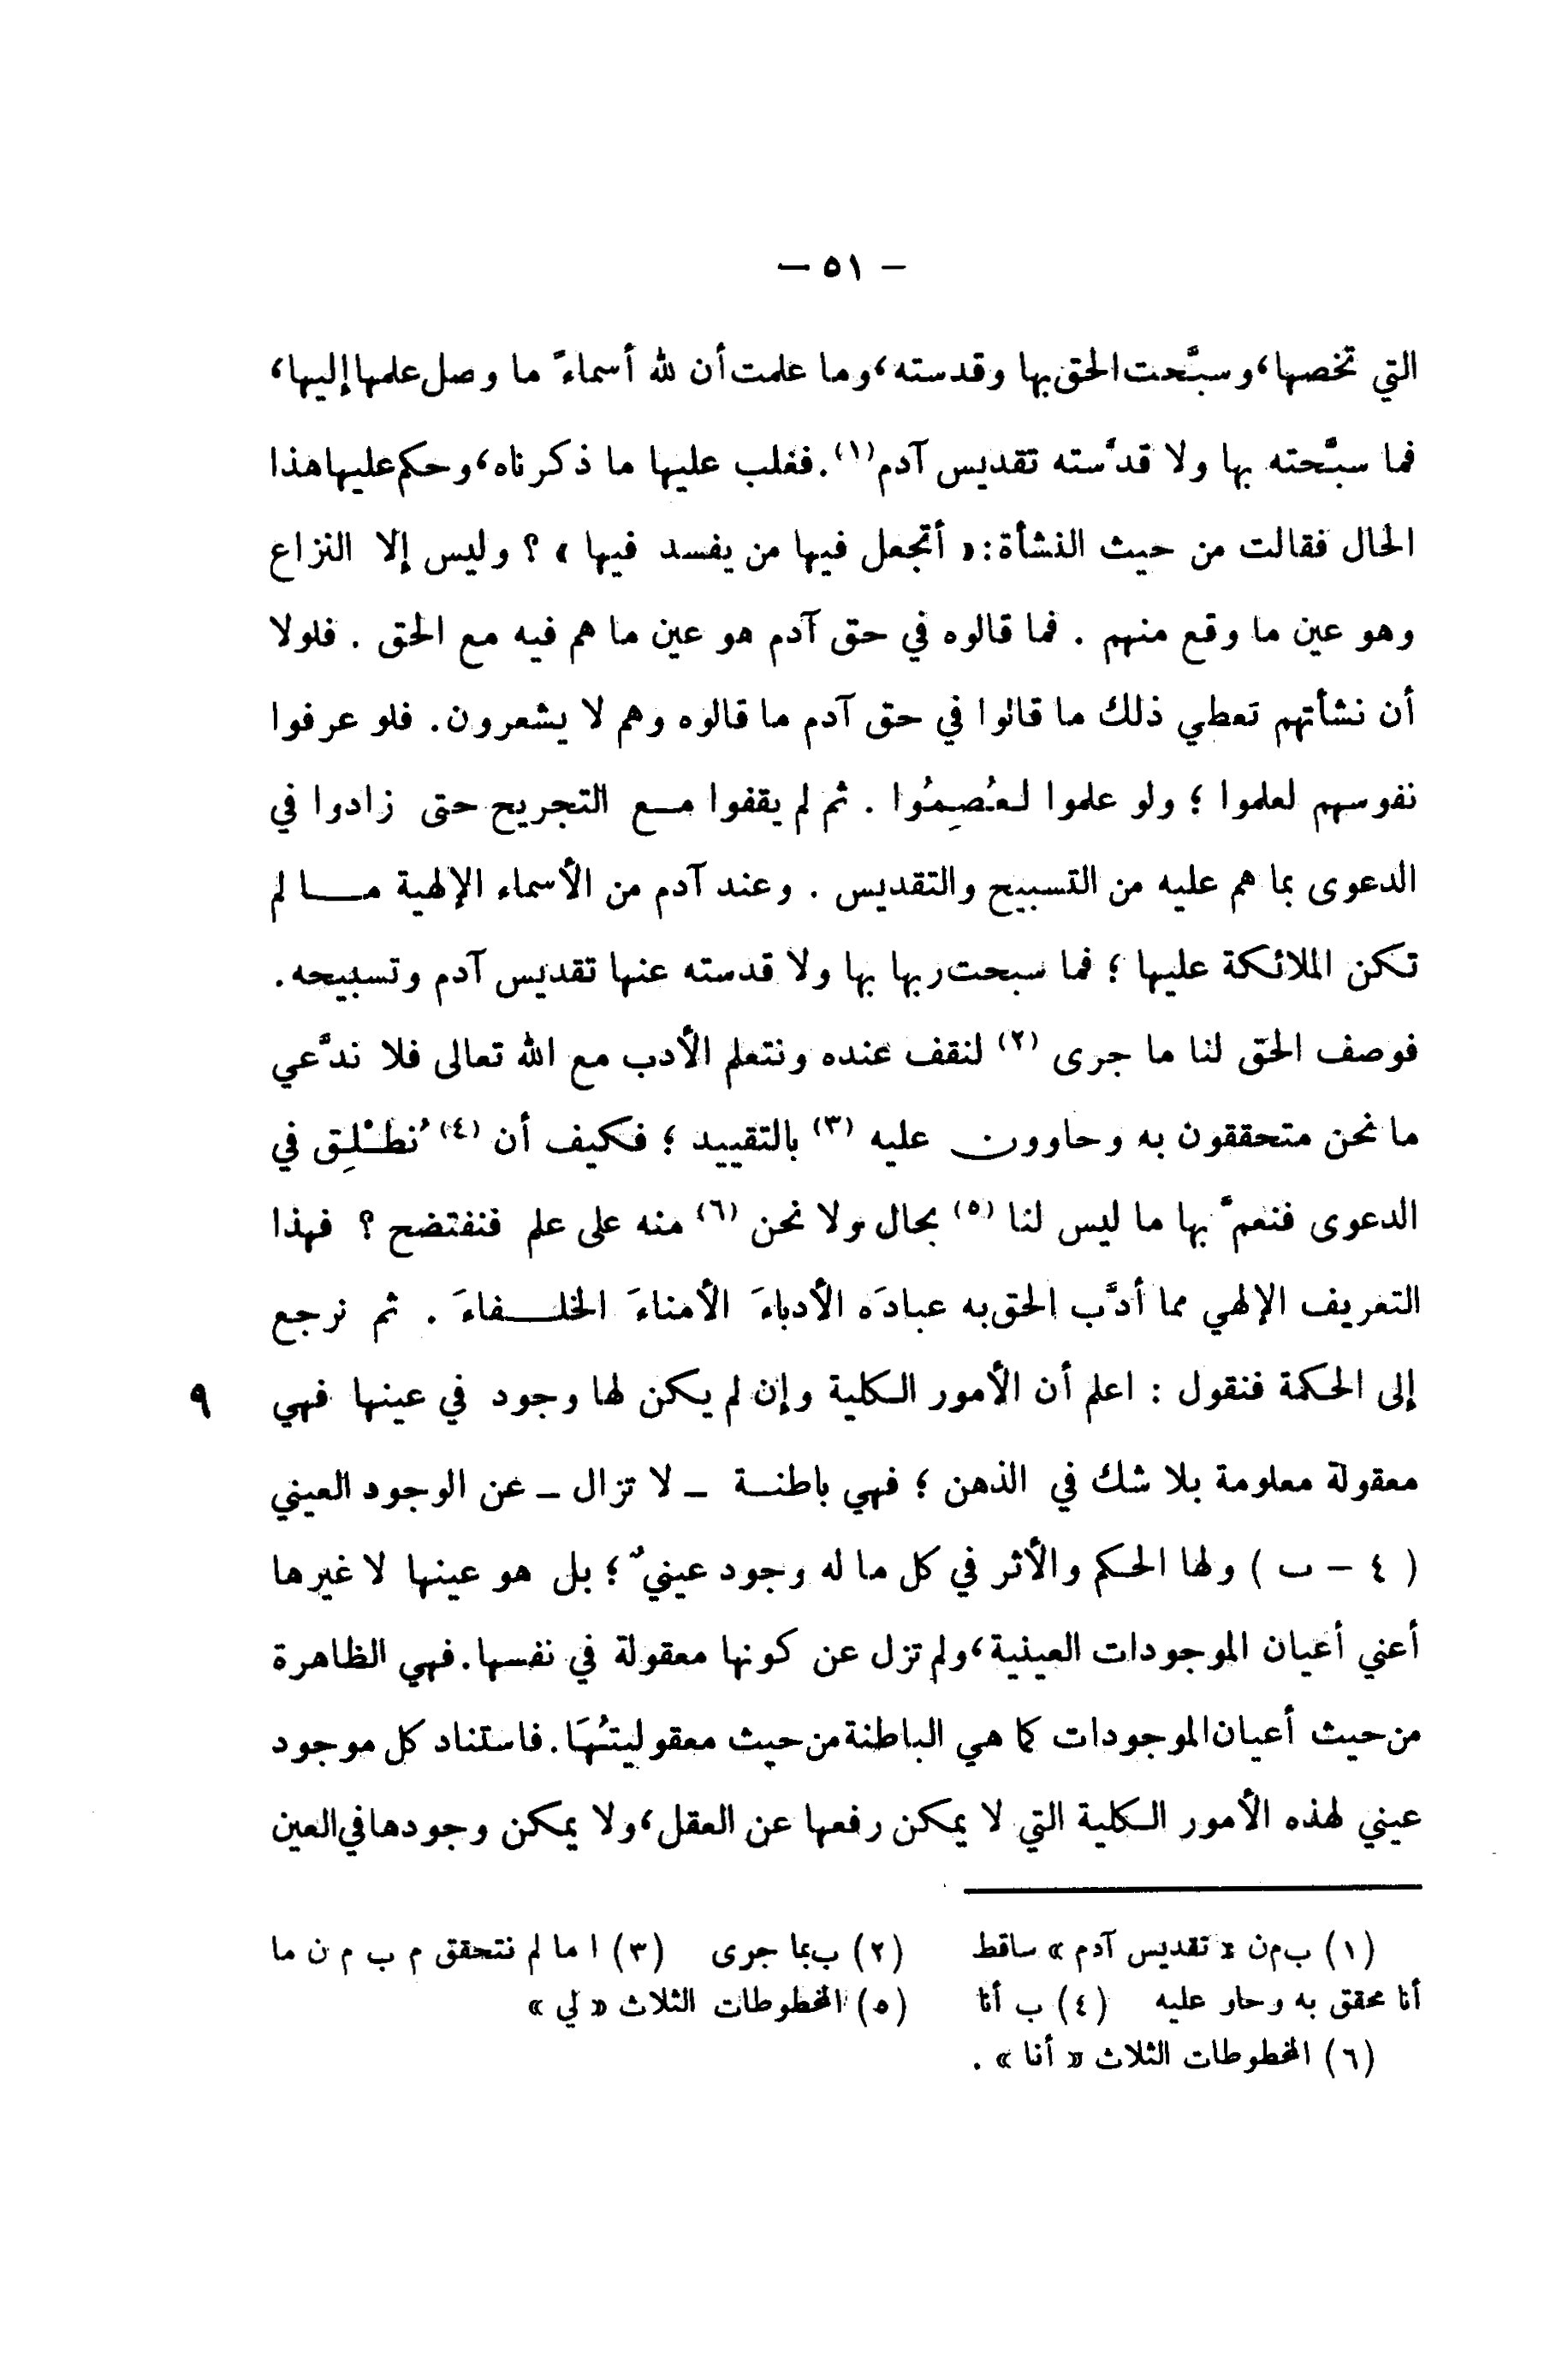 — ٥١ —
التي تخصها، وسبَّحت الحق بها وقدسته، وما علمت أن لله أسماءً ما وصل علمها إليها،
فما سبَّحته بها ولا قدَّسته تقديس آدم (١). فغلب عليها ما ذكرناه، وحكم عليها هذا
الحال فقالت من حيث النشأة: « أتجعل فيها من يفسد فيها » ؟ وليس إلا النزاع
وهو عين ما وقع منهم . فما قالوه في حق آدم هو عين ما هم فيه مع الحق . فلولا
أن نشأتهم تعطي ذلك ما قالوا في حق آدم ما قالوه وهم لا يشعرون. فلو عرفوا
نفوسهم لعلموا ؛ ولو علموا لعُصِمُوا . ثم لم يقفوا مع التجريح حتى زادوا في
الدعوى بما هم عليه من التسبيح والتقديس . وعند آدم من الأسماء الإلهية ما لم
تكن الملائكة عليها ؛ فما سبحت ربها بها ولا قدسته عنها تقديس آدم وتسبيحه.
فوصف الحق لنا ما جرى (٢) لنقف عنده ونتعلم الأدب مع الله تعالى فلا ندَّعي
ما نحن متحققون به وحاوون عليه (٣) بالتقييد ؛ فكيف أن (٤) نُطْلِق في
الدعوى فنعمَّ بها ما ليس لنا (٥) بحال ولا نحن (٦) منه على علم فنفتضح ؟ فهذا
التعريف الإلهي مما أدَّب الحق به عبادَه الأدباءَ الأمناءَ الخلفاءَ . ثم نرجع
إلى الحكمة فنقول : اعلم أن الأمور الكلية وإن لم يكن لها وجود في عينها فهي ٩
معقولة معلومة بلا شك في الذهن ؛ فهي باطنة – لا تزال – عن الوجود العيني
( ٤ – ب ) ولها الحكم والأثر في كل ما له وجود عينيٌ ؛ بل هو عينها لا غيرها
أعني أعيان الموجودات العينية، ولم تزل عن كونها معقولة في نفسها. فهي الظاهرة
من حيث أعيان الموجودات كما هي الباطنة من حيث معقوليتُهَا. فاستناد كل موجود
عيني لهذه الأمور الكلية التي لا يمكن رفعها عن العقل، ولا يمكن وجودها في العين
(١) ب م ن « تقديس آدم » ساقط (٢) ب بما جرى (٣) ا ما لم نتحقق م ب م ن ما
أنا محقق به وحاو عليه (٤) ب أنا (٥) المخطوطات الثلاث « لي »
(٦) المخطوطات الثلاث « أنا » .